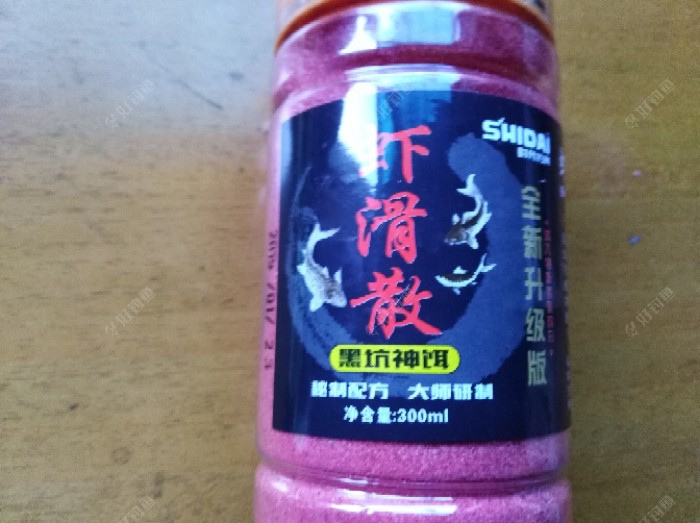 SHIDAI
虾滑散
全新升级版
黑坑神饵
秘制配方 大师研制
净含量:300ml